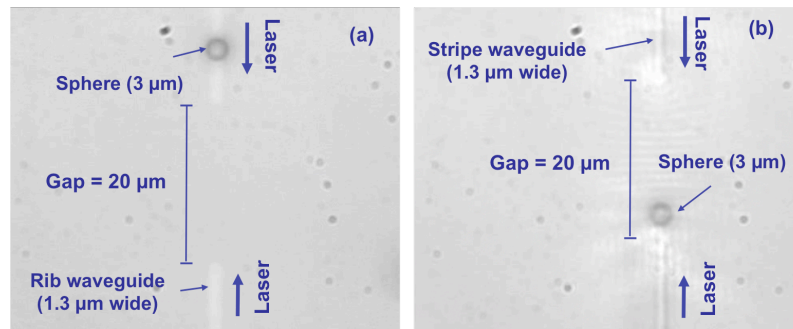 (a)
Laser
Sphere (3 µm)
Gap = 20 µm
Rib waveguide
(1.3 µm wide)
Laser
(b)
Stripe waveguide
(1.3 µm wide)
Laser
Gap = 20 µm
Sphere (3 µm)
Laser